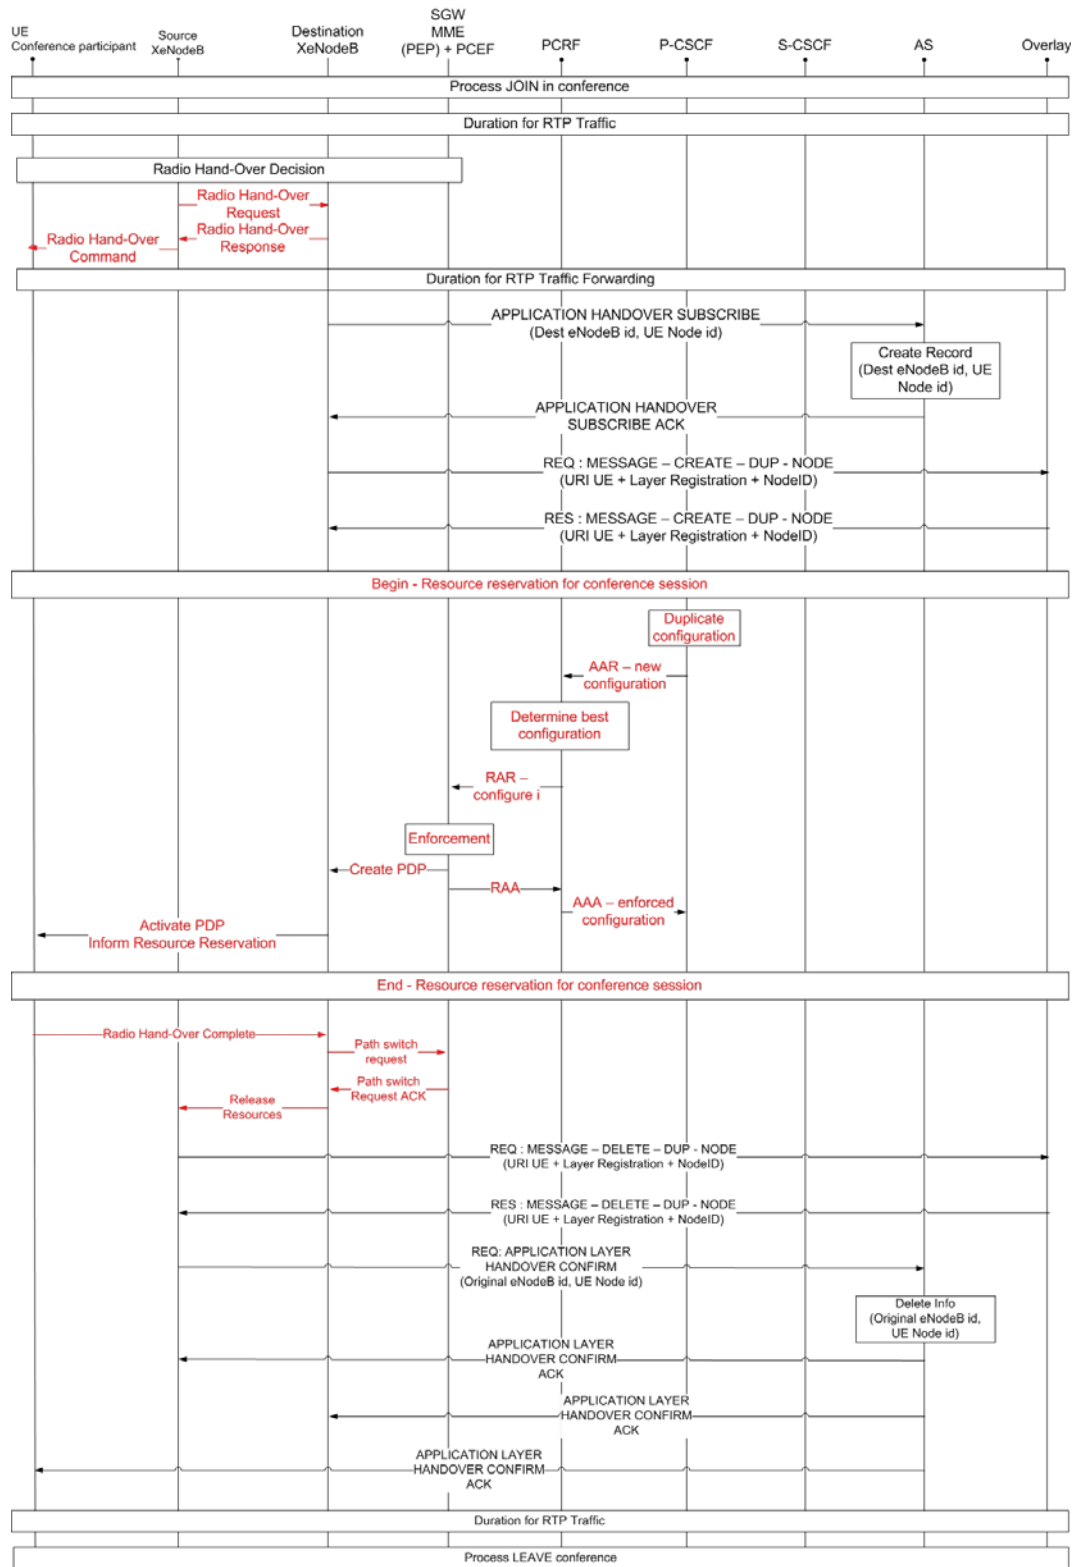 UE
Conference participant
Source
XeNodeB
Destination
XeNodeB
SGW
MME
(PEP) + PCEF
PCRF
P-CSCF
S-CSCF
AS
Overlay
Process JOIN in conference
Duration for RTP Traffic
Radio Hand-Over Decision
Radio Hand-Over
Request
Radio Hand-Over
Response
Radio Hand-Over
Command
Duration for RTP Traffic Forwarding
APPLICATION HANDOVER SUBSCRIBE
(Dest eNodeB id, UE Node id)
Create Record
(Dest eNodeB id, UE
Node id)
APPLICATION HANDOVER
SUBSCRIBE ACK
REQ : MESSAGE – CREATE – DUP - NODE
(URI UE + Layer Registration + NodeID)
RES : MESSAGE – CREATE – DUP - NODE
(URI UE + Layer Registration + NodeID)
Begin - Resource reservation for conference session
Duplicate
configuration
AAR – new
configuration
Determine best
configuration
RAR –
configure i
Enforcement
Create PDP
RAA
AAA – enforced
configuration
Activate PDP
Inform Resource Reservation
End - Resource reservation for conference session
Radio Hand-Over Complete
Path switch
request
Path switch
Request ACK
Release
Resources
REQ : MESSAGE – DELETE – DUP - NODE
(URI UE + Layer Registration + NodeID)
RES : MESSAGE – DELETE – DUP - NODE
(URI UE + Layer Registration + NodeID)
REQ: APPLICATION LAYER
HANDOVER CONFIRM
(Original eNodeB id, UE Node id)
Delete Info
(Original eNodeB id,
UE Node id)
APPLICATION LAYER
HANDOVER CONFIRM
ACK
APPLICATION LAYER
HANDOVER CONFIRM
ACK
APPLICATION LAYER
HANDOVER CONFIRM
ACK
Duration for RTP Traffic
Process LEAVE conference